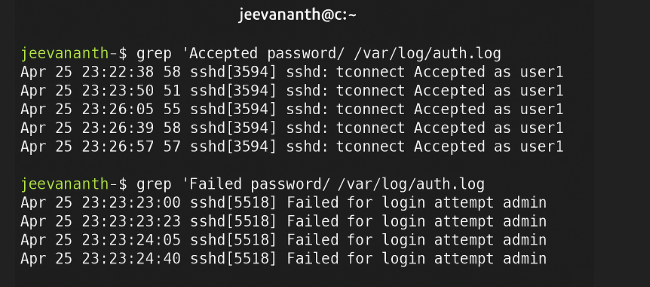 jeevananth@c:~
jeevananth-$ grep 'Accepted password/ /var/log/auth.log
Apr 25 23:22:38 58 sshd[3594] sshd: tconnect Accepted as user1
Apr 25 23:23:50 51 sshd[3594] sshd: tconnect Accepted as user1
Apr 25 23:26:05 55 sshd[3594] sshd: tconnect Accepted as user1
Apr 25 23:26:39 58 sshd[3594] sshd: tconnect Accepted as user1
Apr 25 23:26:57 57 sshd[3594] sshd: tconnect Accepted as user1
jeevananth-$ grep 'Failed password/ /var/log/auth.log
Apr 25 23:23:23:00 sshd[5518] Failed for login attempt admin
Apr 25 23:23:23:23 sshd[5518] Failed for login attempt admin
Apr 25 23:23:24:05 sshd[5518] Failed for login attempt admin
Apr 25 23:23:24:40 sshd[5518] Failed for login attempt admin